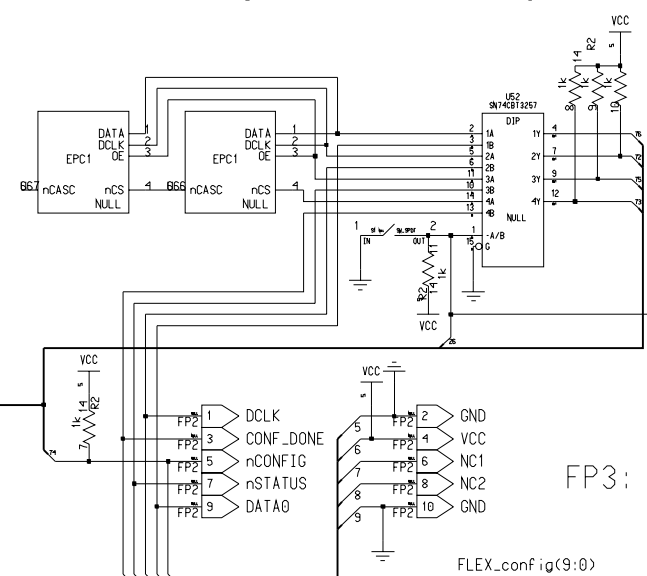 VCC
5
14 R2
1k 1k 1k
8 9 10
U52
SN74CBT3257
DIP
DATA 1
DCLK 2
OE 3
EPC1
nCASC nCS 4
NULL
DATA 1
DCLK 2
OE 3
EPC1
nCASC nCS 4
NULL
2 1A 1Y 4 76
3 1B
5 2A 2Y 7 72
6 2B
11 3A 3Y 9 75
10 3B
14 4A 4Y 12 73
13 4B
NULL
1 -A/B
15 G
1 IN
OUT 2
11
1k
14
R2
VCC
26
VCC
5
14 R2
1k
7
74
FP2 1 DCLK
FP2 3 CONF_DONE
FP2 5 nCONFIG
FP2 7 nSTATUS
FP2 9 DATA0
VCC
5
5 FP2 2 GND
6 FP2 4 VCC
7 FP2 6 NC1
8 FP2 8 NC2
9 FP2 10 GND
FP3:
FLEX_config(9:0)